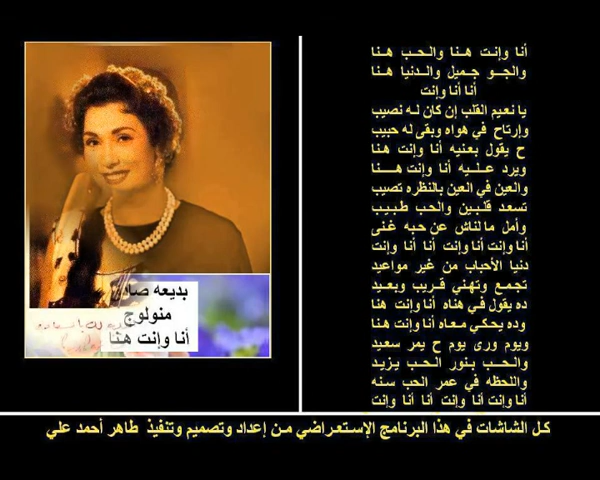 أنا وإنت هنا والحب هنا
والجو جميل والدنيا هنا
أنا أنا وإنت
يا نعيم القلب إن كان له نصيب
وإرتاح في هواه وبقى له حبيب
ح يقول بعنيه أنا وإنت هنا
ويرد عليه أنا وإنت هنا
والعين في العين بالنظره تصيب
تسعد قلبين والحب طبيب
وأمل مالناش عن حبه غنى
أنا وإنت أنا وإنت أنا أنا وإنت
دنيا الأحباب من غير مواعيد
تجمع وتهني قريب وبعيد
ده يقول في هناه أنا وإنت هنا
وده يحكي معاه أنا وإنت هنا
ويوم ورى يوم ح يمر سعيد
والحب بنور الحب يزيد
واللحظه في عمر الحب سنه
أنا وإنت أنا وإنت أنا أنا وإنت
بديعه صادق
منولوج
أنا وإنت هنا
كل الشاشات في هذا البرنامج الإستعراضي من إعداد وتصميم وتنفيذ طاهر أحمد علي